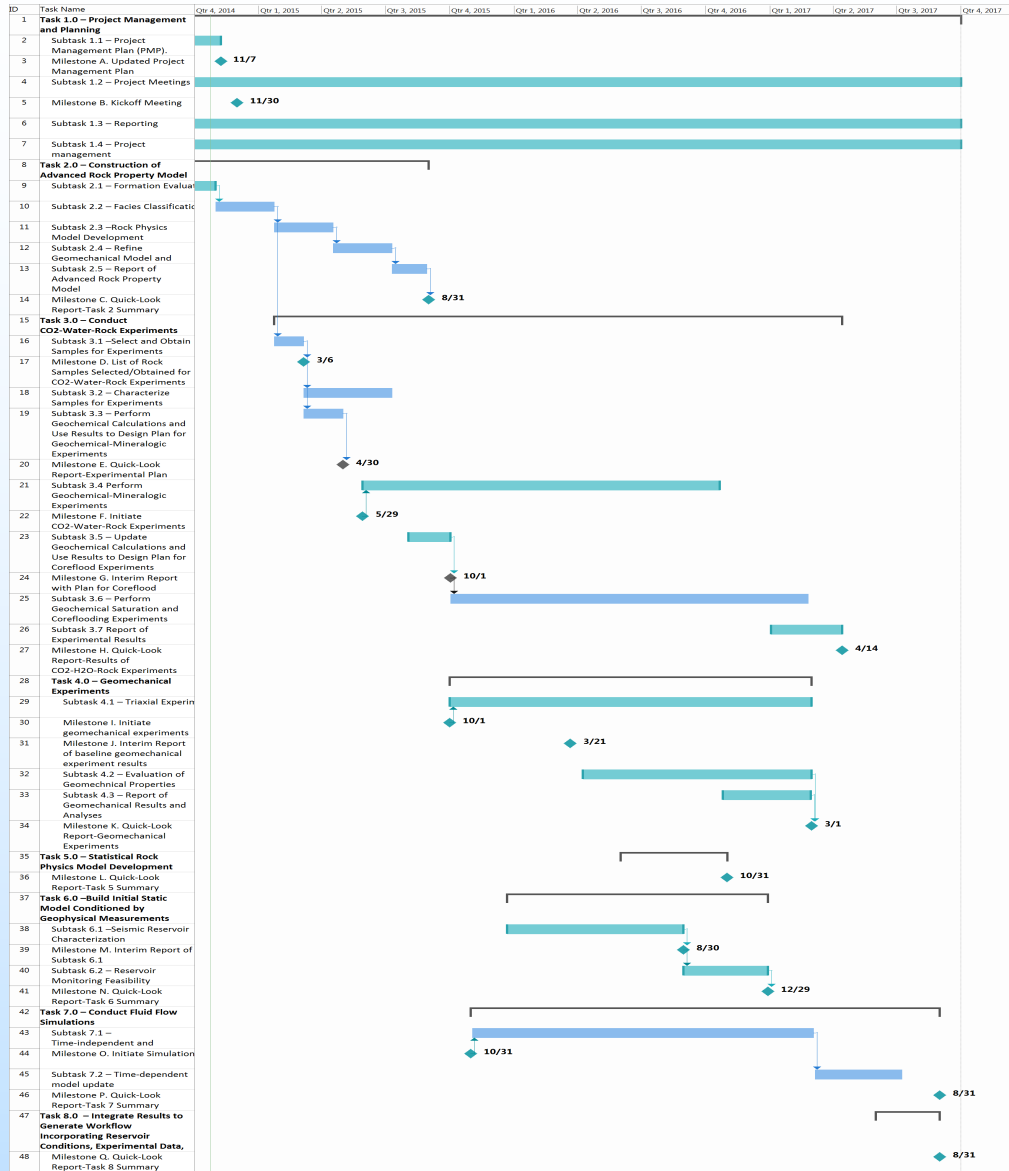 ID Task Name Qtr 4, 2014 Qtr 1, 2015 Qtr 2, 2015 Qtr 3, 2015 Qtr 4, 2015 Qtr 1, 2016 Qtr 2, 2016 Qtr 3, 2016 Qtr 4, 2016 Qtr 1, 2017 Qtr 2, 2017 Qtr 3, 2017 Qtr 4, 2017
1 Task 1.0 – Project Management
and Planning
2 Subtask 1.1 – Project
Management Plan (PMP).
3 Milestone A. Updated Project 11/7
Management Plan
4 Subtask 1.2 – Project Meetings
5 Milestone B. Kickoff Meeting 11/30
6 Subtask 1.3 – Reporting
7 Subtask 1.4 – Project
management
8 Task 2.0 – Construction of
Advanced Rock Property Model
9 Subtask 2.1 – Formation Evaluat
10 Subtask 2.2 – Facies Classificatic
11 Subtask 2.3 –Rock Physics
Model Development
12 Subtask 2.4 – Refine
Geomechanical Model and
13 Subtask 2.5 – Report of
Advanced Rock Property
Model
14 Milestone C. Quick-Look 8/31
Report-Task 2 Summary
15 Task 3.0 – Conduct
CO2-Water-Rock Experiments
16 Subtask 3.1 –Select and Obtain
Samples for Experiments
17 Milestone D. List of Rock 3/6
Samples Selected/Obtained for
CO2-Water-Rock Experiments
18 Subtask 3.2 – Characterize
Samples for Experiments
19 Subtask 3.3 – Perform
Geochemical Calculations and
Use Results to Design Plan for
Geochemical-Mineralogic
Experiments
20 Milestone E. Quick-Look 4/30
Report-Experimental Plan
21 Subtask 3.4 Perform
Geochemical-Mineralogic
Experiments
22 Milestone F. Initiate 5/29
CO2-Water-Rock Experiments
23 Subtask 3.5 – Update
Geochemical Calculations and
Use Results to Design Plan for
Coreflood Experiments
24 Milestone G. Interim Report 10/1
with Plan for Coreflood
25 Subtask 3.6 – Perform
Geochemical Saturation and
Coreflooding Experiments
26 Subtask 3.7 Report of
Experimental Results
27 Milestone H. Quick-Look 4/14
Report-Results of
CO2-H2O-Rock Experiments
28 Task 4.0 – Geomechanical
Experiments
29 Subtask 4.1 – Triaxial Experin
30 Milestone I. Initiate 10/1
geomechanical experiments
31 Milestone J. Interim Report 3/21
of baseline geomechanical
experiment results
32 Subtask 4.2 – Evaluation of
Geomechnical Properties
33 Subtask 4.3 – Report of
Geomechanical Results and
Analyses
34 Milestone K. Quick-Look 3/1
Report-Geomechanical
Experiments
35 Task 5.0 – Statistical Rock
Physics Model Development
36 Milestone L. Quick-Look 10/31
Report-Task 5 Summary
37 Task 6.0 –Build Initial Static
Model Conditioned by
Geophysical Measurements
38 Subtask 6.1 –Seismic Reservoir
Characterization
39 Milestone M. Interim Report of 8/30
Subtask 6.1
40 Subtask 6.2 – Reservoir
Monitoring Feasibility
41 Milestone N. Quick-Look 12/29
Report-Task 6 Summary
42 Task 7.0 – Conduct Fluid Flow
Simulations
43 Subtask 7.1 –
Time-independent and
44 Milestone O. Initiate Simulation 10/31
45 Subtask 7.2 – Time-dependent
model update
46 Milestone P. Quick-Look 8/31
Report-Task 7 Summary
47 Task 8.0 – Integrate Results to
Generate Workflow
Incorporating Reservoir
Conditions, Experimental Data,
48 Milestone Q. Quick-Look 8/31
Report-Task 8 Summary